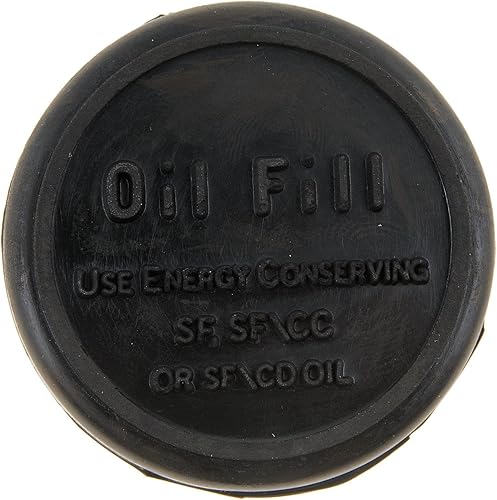 Oil Fill
USE ENERGY CONSERVING
SF, SF\CC
OR SF\CD OIL